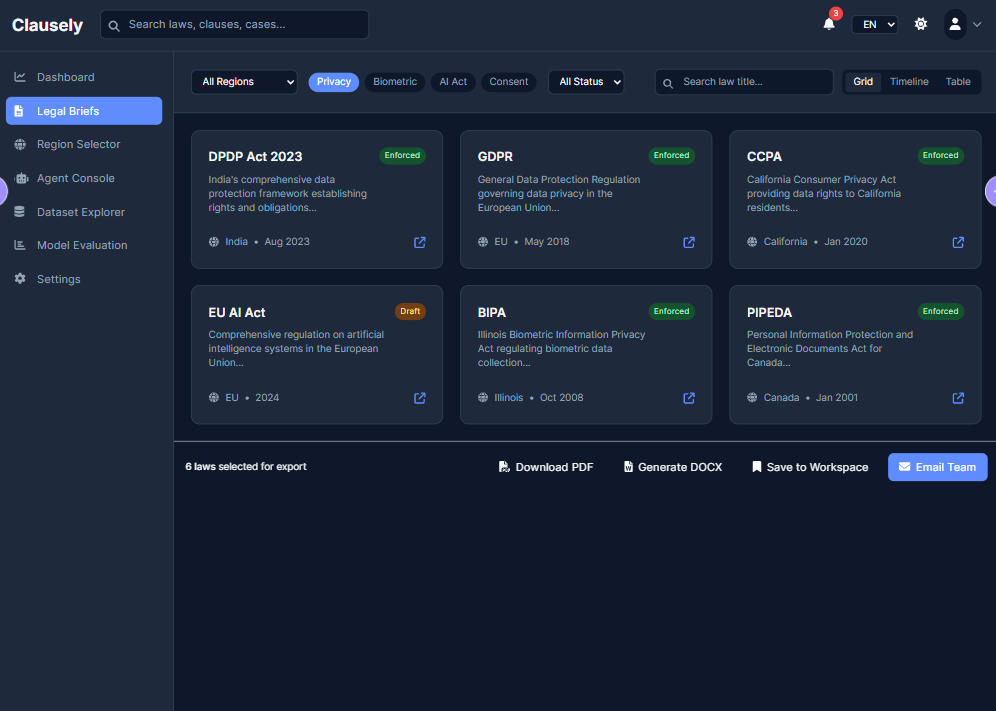 Clausely
Search laws, clauses, cases...
3
EN
Dashboard
Legal Briefs
Region Selector
Agent Console
Dataset Explorer
Model Evaluation
Settings
All Regions
Privacy
Biometric
AI Act
Consent
All Status
Search law title...
Grid
Timeline
Table
DPDP Act 2023
Enforced
India's comprehensive data
protection framework establishing
rights and obligations...
India • Aug 2023
GDPR
Enforced
General Data Protection Regulation
governing data privacy in the
European Union...
EU • May 2018
CCPA
Enforced
California Consumer Privacy Act
providing data rights to California
residents...
California • Jan 2020
EU AI Act
Draft
Comprehensive regulation on artificial
intelligence systems in the European
Union...
EU • 2024
BIPA
Enforced
Illinois Biometric Information Privacy
Act regulating biometric data
collection...
Illinois • Oct 2008
PIPEDA
Enforced
Personal Information Protection and
Electronic Documents Act for
Canada...
Canada • Jan 2001
6 laws selected for export
Download PDF
Generate DOCX
Save to Workspace
Email Team